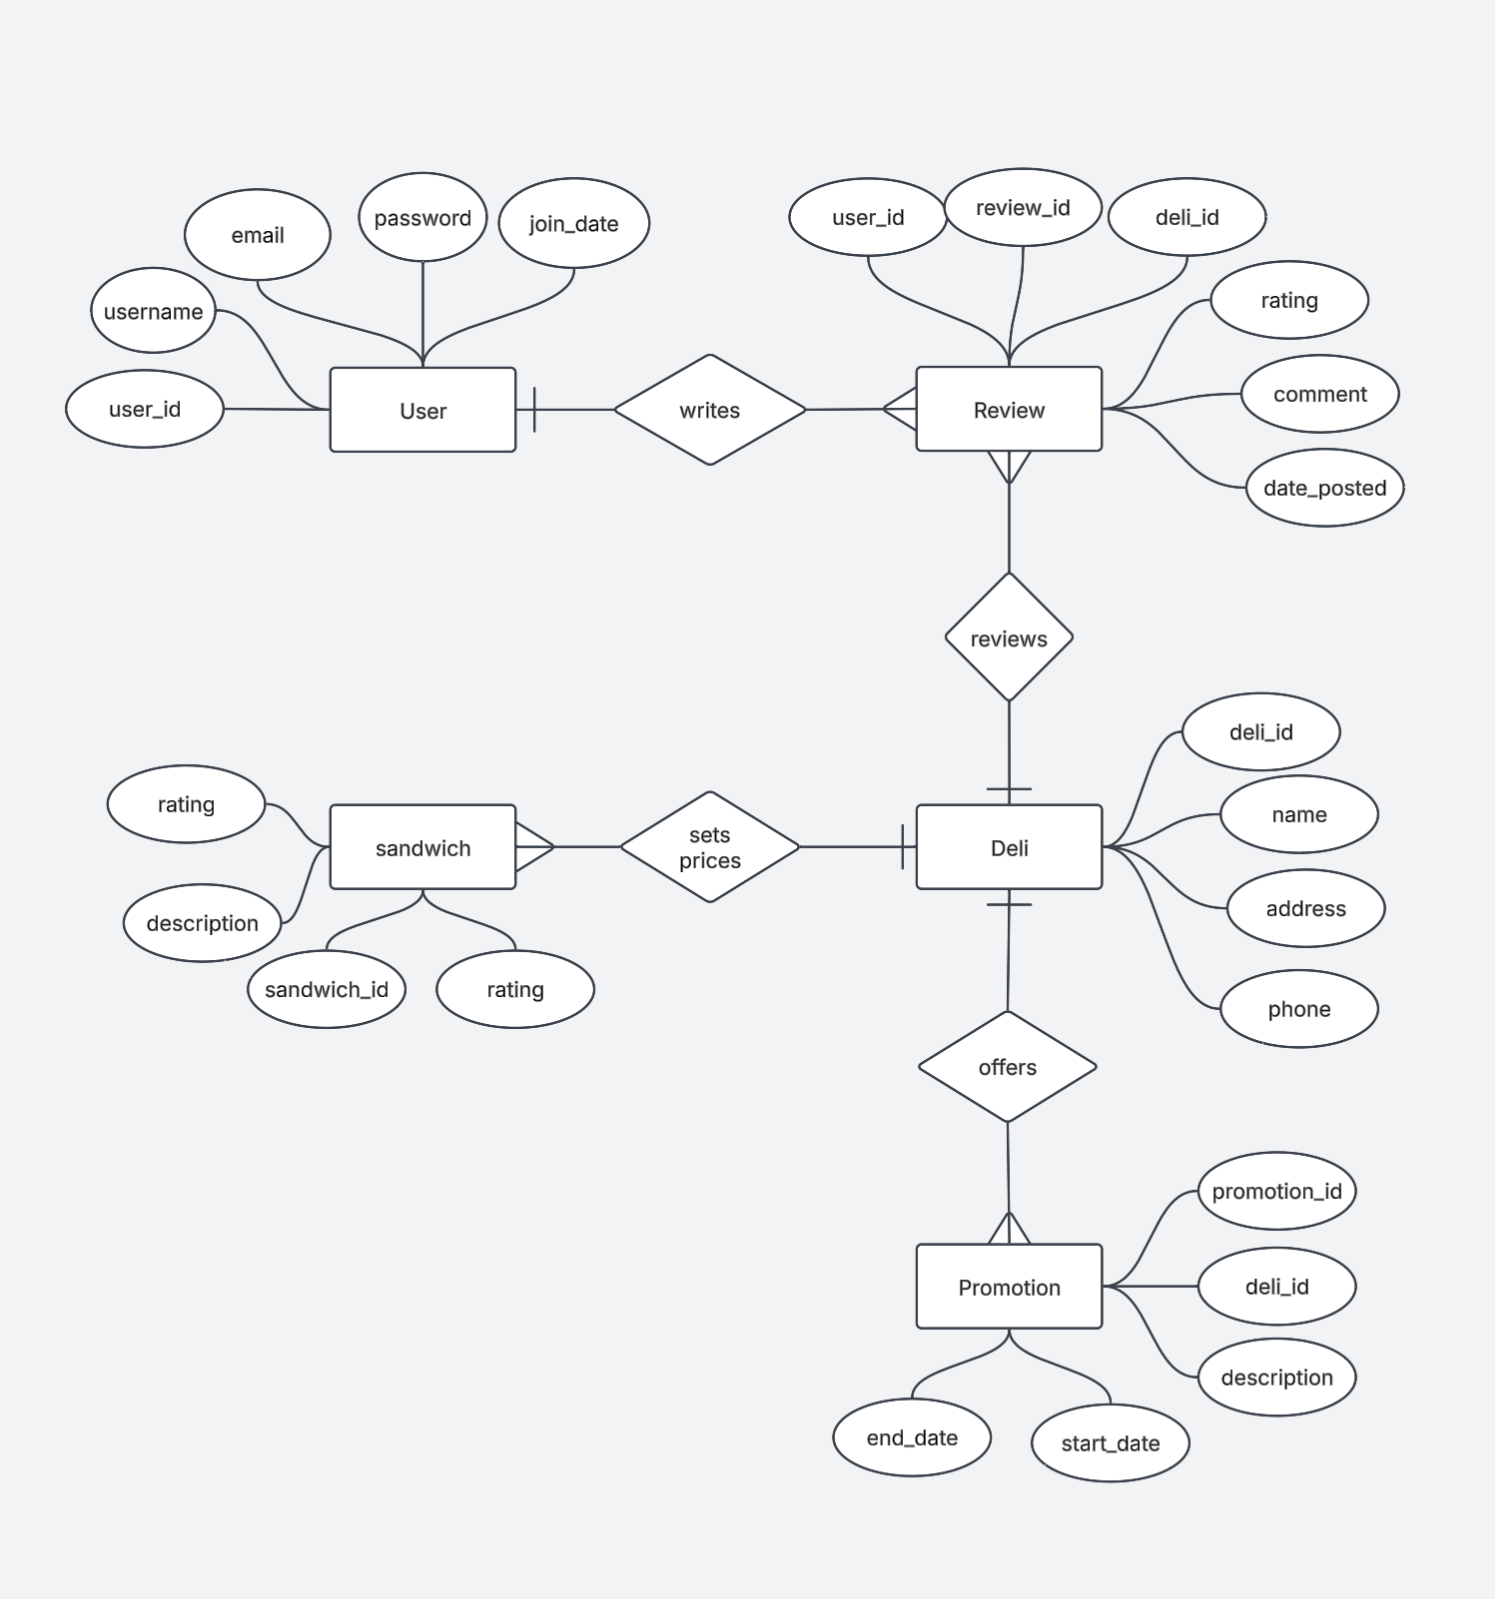 email
password
join_date
username
user_id
User
writes
user_id
review_id
deli_id
rating
comment
date_posted
Review
reviews
rating
description
sandwich
sandwich_id
rating
sets
prices
Deli
deli_id
name
address
phone
offers
Promotion
promotion_id
deli_id
description
end_date
start_date